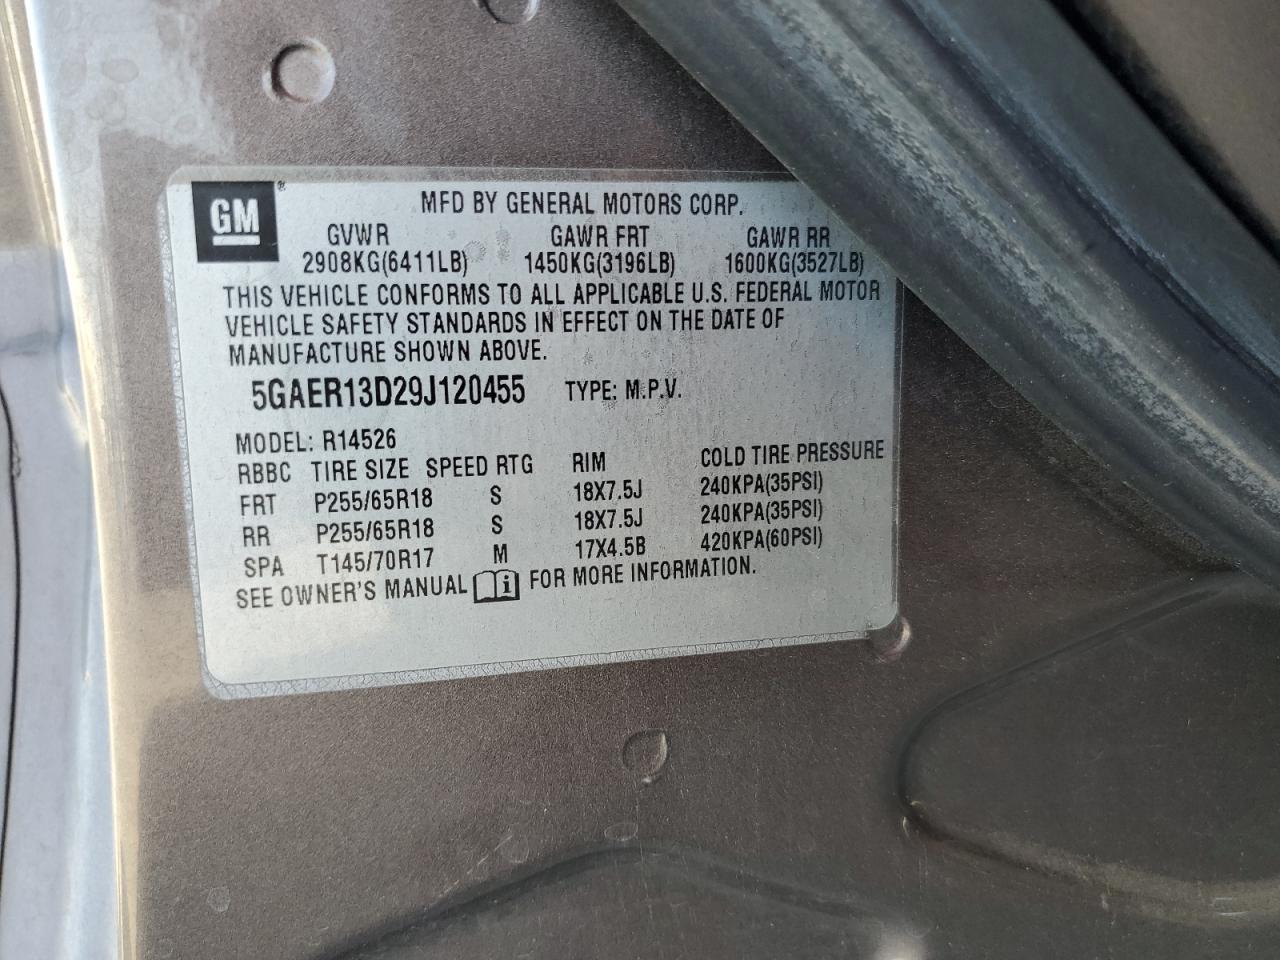 GM® MFD BY GENERAL MOTORS CORP.
GVWR GAWR FRT GAWR RR
2908KG(6411LB) 1450KG(3196LB) 1600KG(3527LB)
THIS VEHICLE CONFORMS TO ALL APPLICABLE U.S. FEDERAL MOTOR
VEHICLE SAFETY STANDARDS IN EFFECT ON THE DATE OF
MANUFACTURE SHOWN ABOVE.
5GAER13D29J120455 TYPE: M.P.V.
MODEL: R14526
RBBC TIRE SIZE SPEED RTG RIM COLD TIRE PRESSURE
FRT P255/65R18 S 18X7.5J 240KPA(35PSI)
RR P255/65R18 S 18X7.5J 240KPA(35PSI)
SPA T145/70R17 M 17X4.5B 420KPA(60PSI)
SEE OWNER'S MANUAL i FOR MORE INFORMATION.